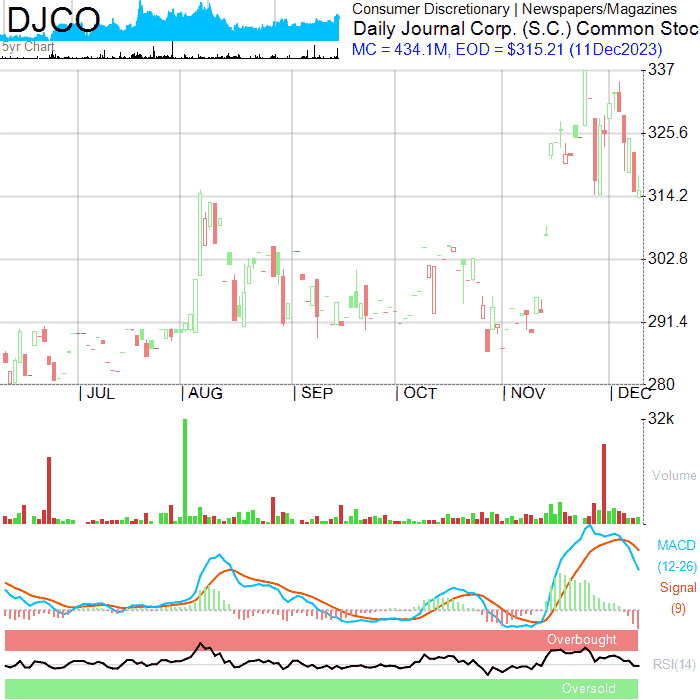 DJCO
5yr Chart
Consumer Discretionary | Newspapers/Magazines
Daily Journal Corp. (S.C.) Common Stoc
MC = 434.1M, EOD = $315.21 (11Dec2023)
337
325.6
314.2
302.8
291.4
280
| JUL | AUG | SEP | OCT | NOV | DEC
32k
Volume
MACD
(12-26)
Signal
(9)
Overbought
RSI(14)
Oversold